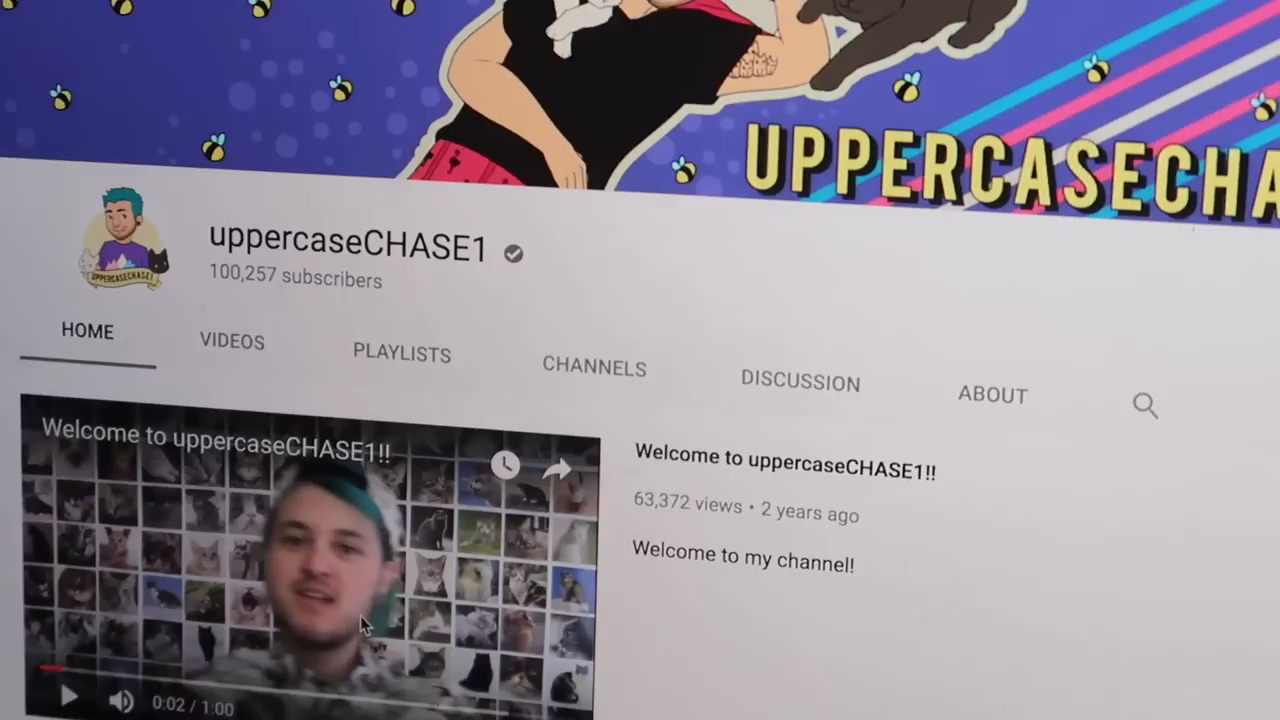 UPPERCASECHA
uppercaseCHASE1
100,257 subscribers
UPPERCASECHASE1
HOME
VIDEOS
PLAYLISTS
CHANNELS
DISCUSSION
ABOUT
Welcome to uppercaseCHASE1!!
0:02 / 1:00
Welcome to uppercaseCHASE1!!
63,372 views • 2 years ago
Welcome to my channel!